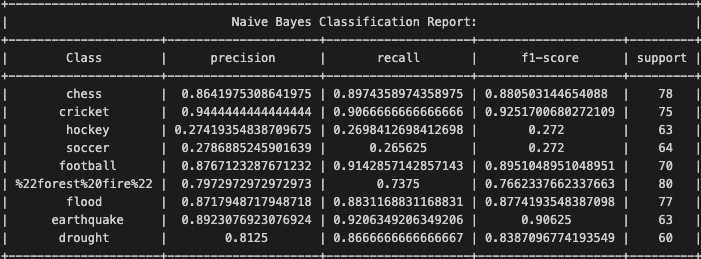 Naive Bayes Classification Report:
Class | precision | recall | f1-score | support
chess | 0.8641975308641975 | 0.8974358974358975 | 0.880503144654088 | 78
cricket | 0.9444444444444444 | 0.9066666666666666 | 0.9251700680272109 | 75
hockey | 0.27419354838709675 | 0.2698412698412698 | 0.272 | 63
soccer | 0.2786885245901639 | 0.265625 | 0.272 | 64
football | 0.8767123287671232 | 0.9142857142857143 | 0.8951048951048951 | 70
%22forest%20fire%22 | 0.7972972972972973 | 0.7375 | 0.7662337662337663 | 80
flood | 0.8717948717948718 | 0.8831168831168831 | 0.8774193548387098 | 77
earthquake | 0.8923076923076924 | 0.9206349206349206 | 0.90625 | 63
drought | 0.8125 | 0.8666666666666667 | 0.8387096774193549 | 60